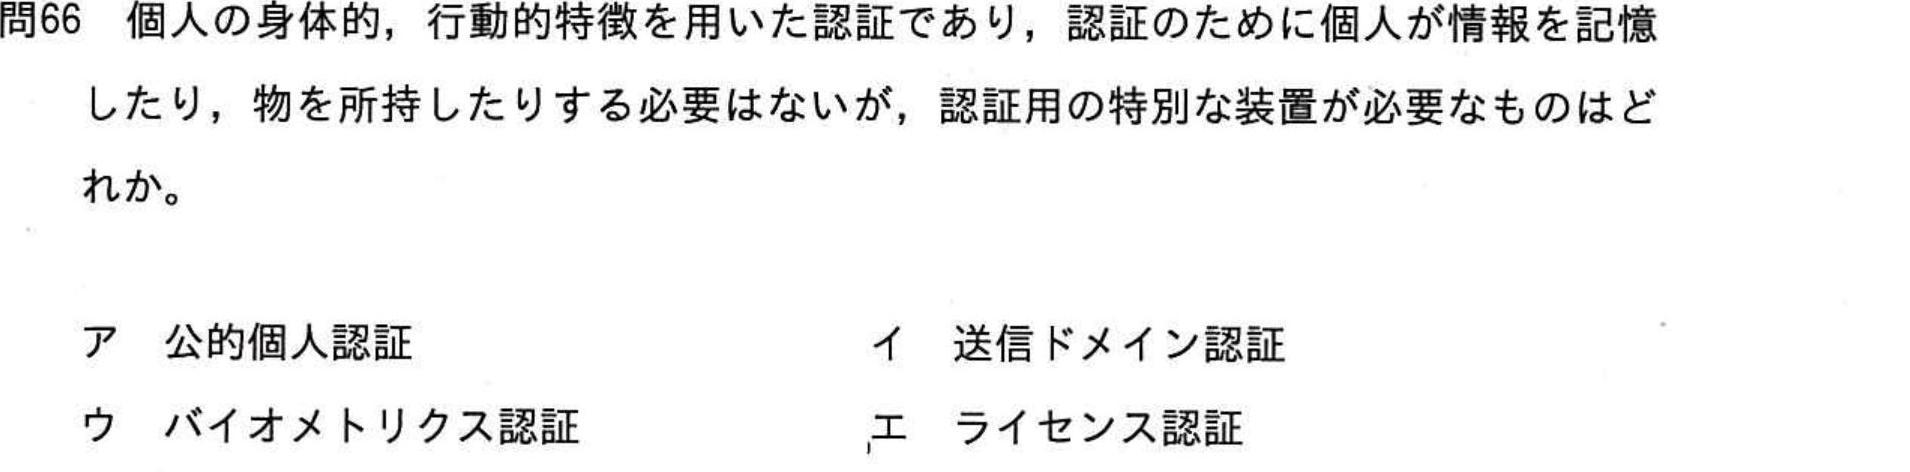 問66 個人の身体的，行動的特徴を用いた認証であり，認証のために個人が情報を記憶
したり，物を所持したりする必要はないが，認証用の特別な装置が必要なものはど
れか。
ア 公的個人認証 イ 送信ドメイン認証
ウ バイオメトリクス認証 エ ライセンス認証